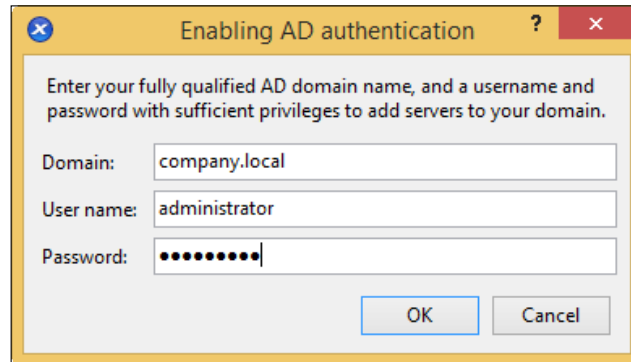 Enabling AD authentication ? ×
Enter your fully qualified AD domain name, and a username and
password with sufficient privileges to add servers to your domain.
Domain: company.local
User name: administrator
Password: ●●●●●●●●●
OK Cancel